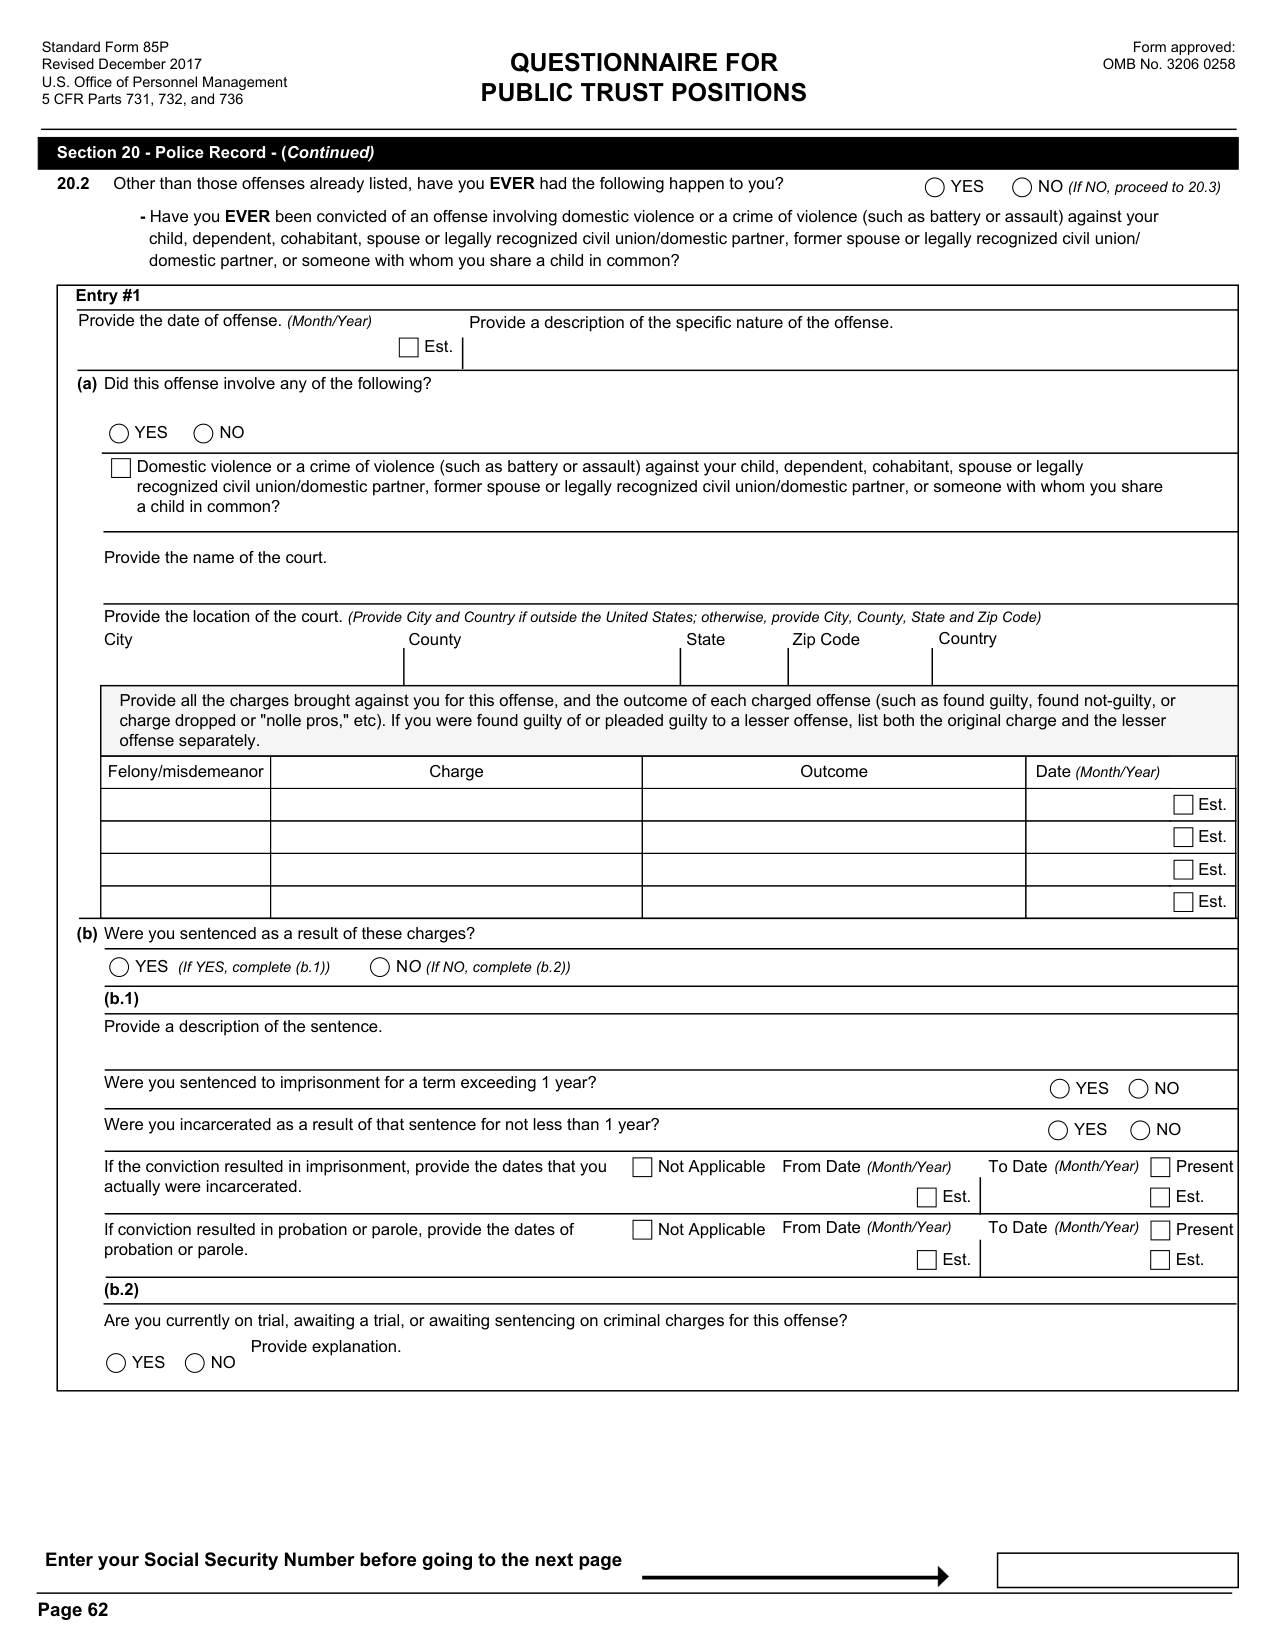 Standard Form 85P
Revised December 2017
U.S. Office of Personnel Management
5 CFR Parts 731, 732, and 736
QUESTIONNAIRE FOR
PUBLIC TRUST POSITIONS
Form approved:
OMB No. 3206 0258
Section 20 - Police Record - (Continued)
20.2 Other than those offenses already listed, have you EVER had the following happen to you? YES NO (If NO, proceed to 20.3)
- Have you EVER been convicted of an offense involving domestic violence or a crime of violence (such as battery or assault) against your
child, dependent, cohabitant, spouse or legally recognized civil union/domestic partner, former spouse or legally recognized civil union/
domestic partner, or someone with whom you share a child in common?
Entry #1
Provide the date of offense. (Month/Year) Provide a description of the specific nature of the offense.
Est.
(a) Did this offense involve any of the following?
YES NO
Domestic violence or a crime of violence (such as battery or assault) against your child, dependent, cohabitant, spouse or legally
recognized civil union/domestic partner, former spouse or legally recognized civil union/domestic partner, or someone with whom you share
a child in common?
Provide the name of the court.
Provide the location of the court. (Provide City and Country if outside the United States; otherwise, provide City, County, State and Zip Code)
City County State Zip Code Country
Provide all the charges brought against you for this offense, and the outcome of each charged offense (such as found guilty, found not-guilty, or
charge dropped or "nolle pros," etc). If you were found guilty of or pleaded guilty to a lesser offense, list both the original charge and the lesser
offense separately.
Felony/misdemeanor Charge Outcome Date (Month/Year)
Est.
Est.
Est.
Est.
(b) Were you sentenced as a result of these charges?
YES (If YES, complete (b.1)) NO (If NO, complete (b.2))
(b.1)
Provide a description of the sentence.
Were you sentenced to imprisonment for a term exceeding 1 year? YES NO
Were you incarcerated as a result of that sentence for not less than 1 year? YES NO
If the conviction resulted in imprisonment, provide the dates that you Not Applicable From Date (Month/Year) To Date (Month/Year) Present
actually were incarcerated. Est. Est.
If conviction resulted in probation or parole, provide the dates of Not Applicable From Date (Month/Year) To Date (Month/Year) Present
probation or parole. Est. Est.
(b.2)
Are you currently on trial, awaiting a trial, or awaiting sentencing on criminal charges for this offense?
YES NO Provide explanation.
Enter your Social Security Number before going to the next page
Page 62